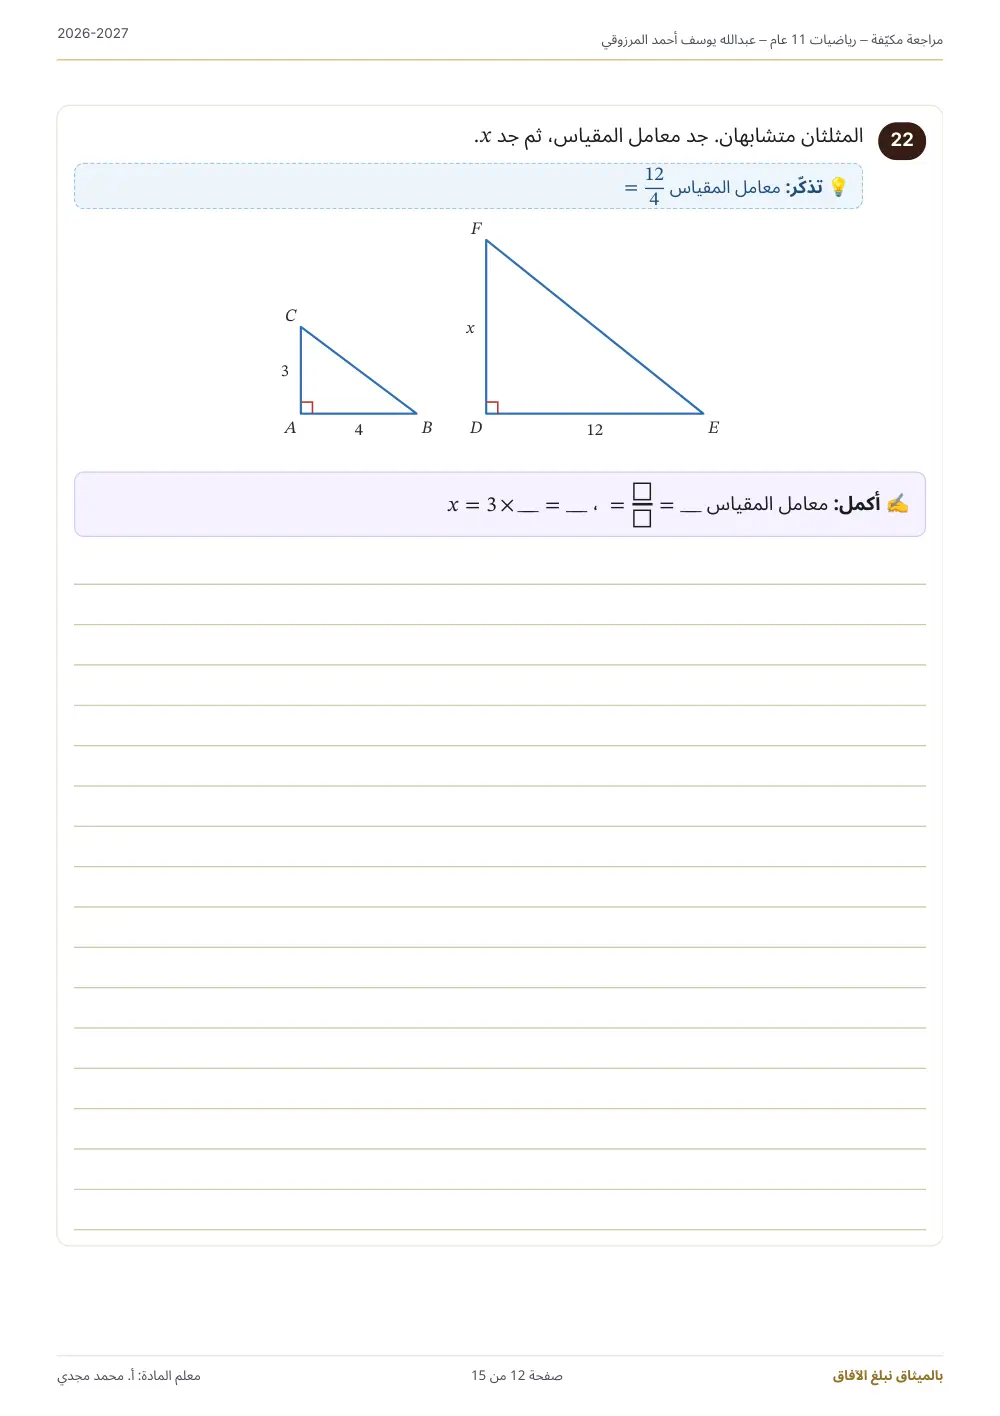 مراجعة مكيّفة – رياضيات 11 عام – عبدالله يوسف أحمد المرزوقي
2026-2027
22
المثلثان متشابهان. جد معامل المقياس، ثم جد x.
💡 تذكّر: معامل المقياس = 12/4
F
C
x
3
A
4
B
D
12
E
✍️ أكمل: معامل المقياس = □/□ = __ ، x = 3 × __ = __
بالميثاق نبلغ الآفاق
صفحة 12 من 15
معلم المادة: أ. محمد مجدي